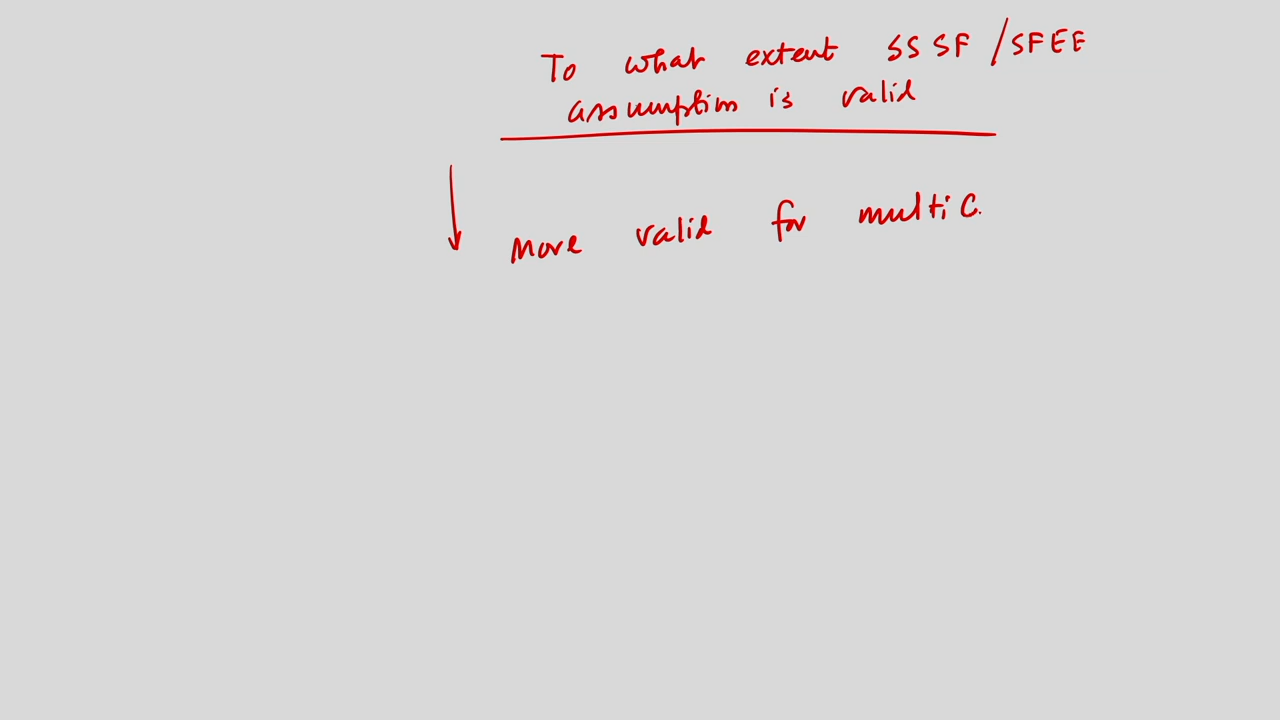 To what extent SSSF/SFEE
assumption is valid
More valid for multi C.